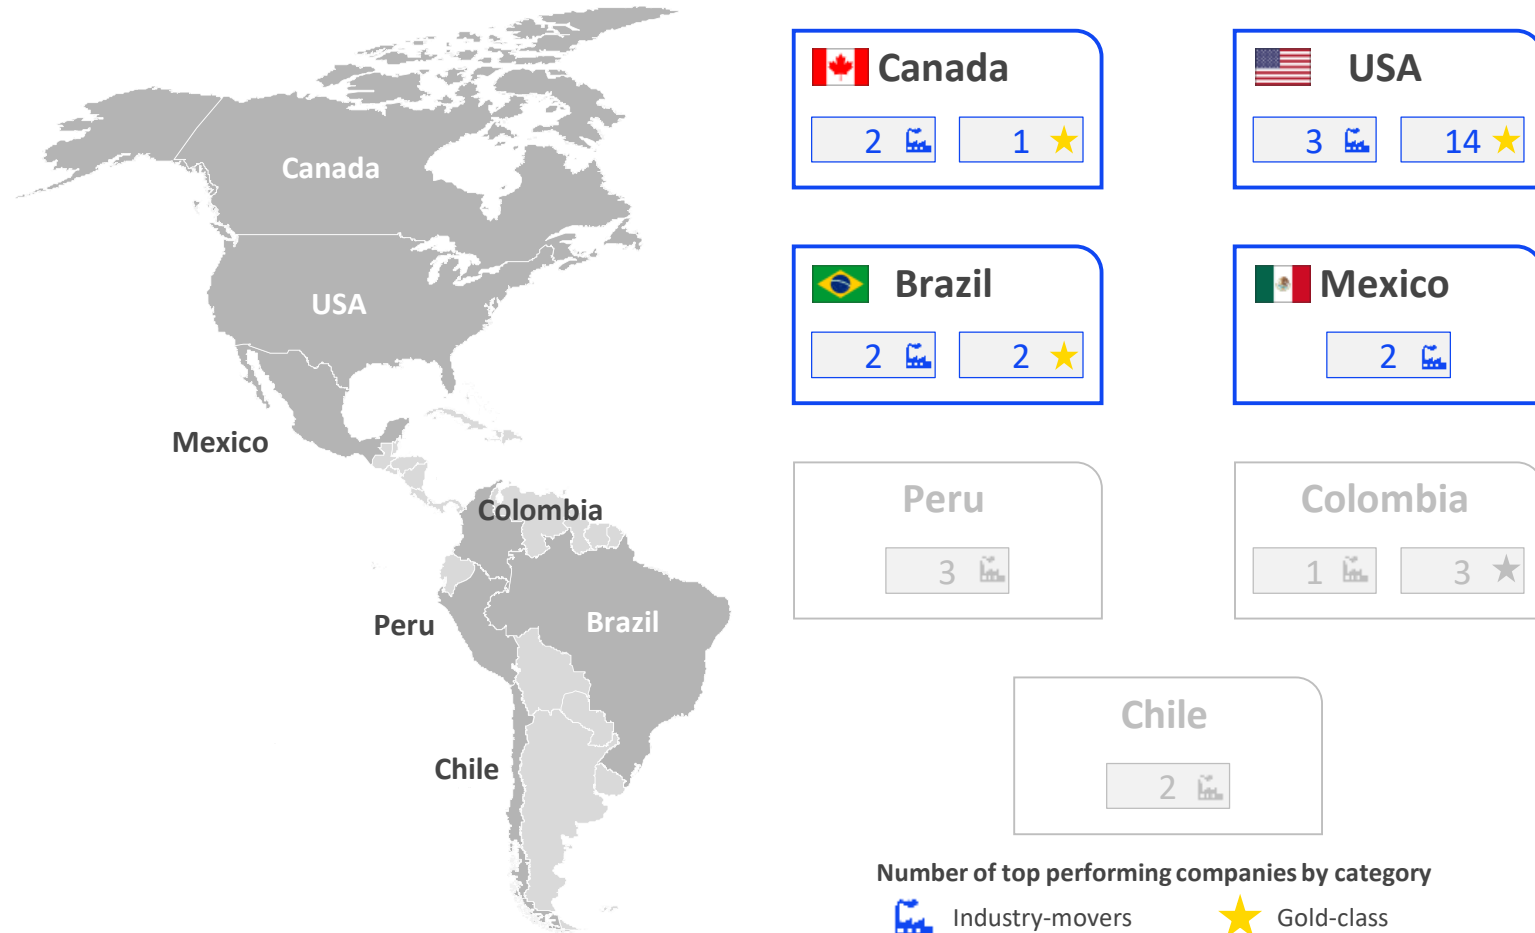 Canada
USA
Mexico
Colombia
Peru
Brazil
Chile
Canada
2 1
USA
3 14
Brazil
2 2
Mexico
2
Peru
3
Colombia
1 3
Chile
2
Number of top performing companies by category
Industry-movers Gold-class